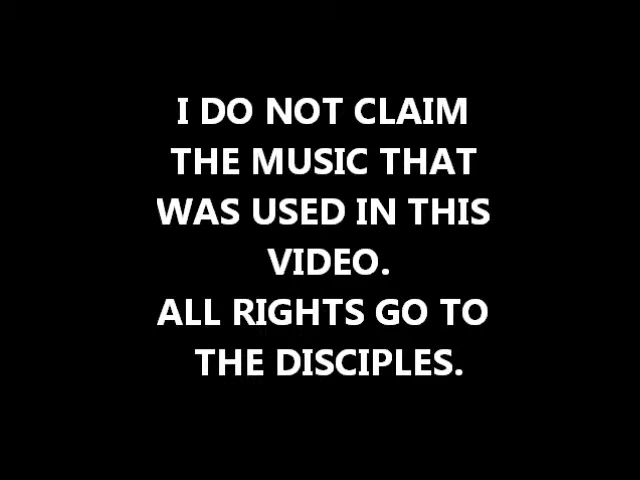 I DO NOT CLAIM
THE MUSIC THAT
WAS USED IN THIS
VIDEO.
ALL RIGHTS GO TO
THE DISCIPLES.